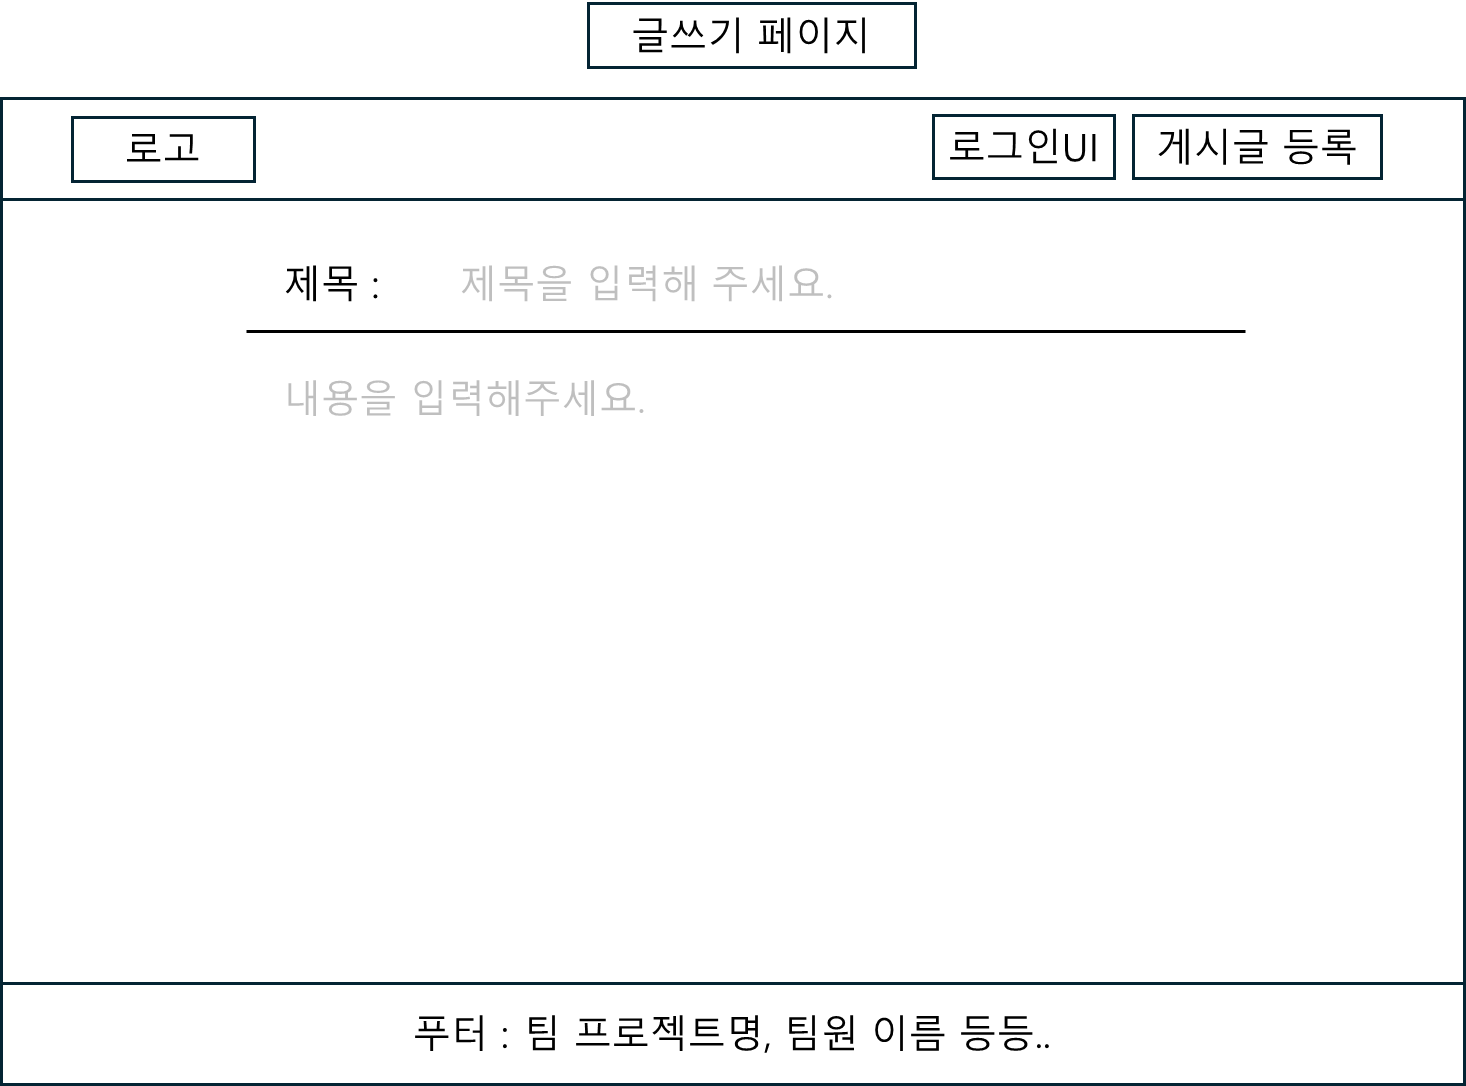 글쓰기 페이지
로고
로그인UI
게시글 등록
제목 : 제목을 입력해 주세요.
내용을 입력해주세요.
푸터 : 팀 프로젝트명, 팀원 이름 등등..